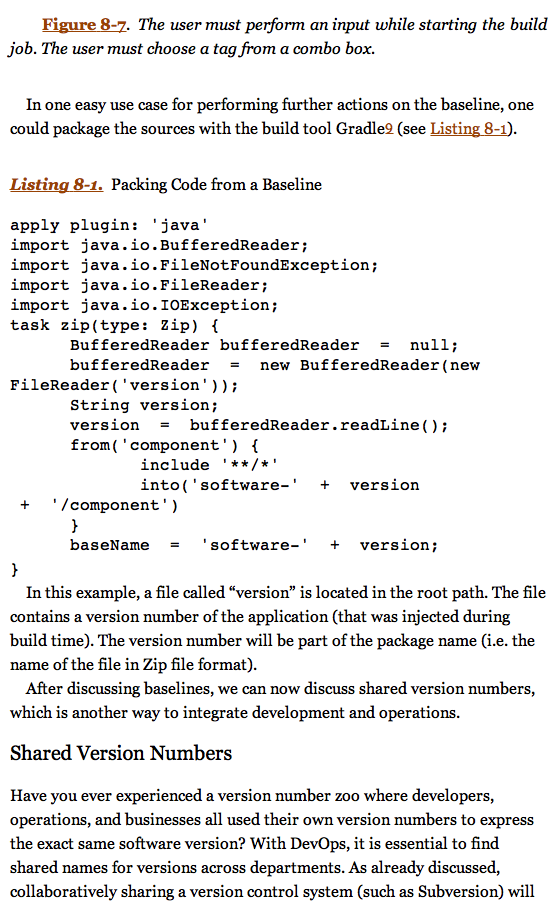 Figure 8-7. The user must perform an input while starting the build
job. The user must choose a tag from a combo box.
In one easy use case for performing further actions on the baseline, one
could package the sources with the build tool Gradle9 (see Listing 8-1).
Listing 8-1. Packing Code from a Baseline
apply plugin: 'java'
import java.io.BufferedReader;
import java.io.FileNotFoundException;
import java.io.FileReader;
import java.io.IOException;
task zip(type: Zip) {
BufferedReader bufferedReader = null;
bufferedReader = new BufferedReader(new
FileReader('version'));
String version;
version = bufferedReader.readLine();
from('component') {
include '**/*'
into('software-' + version
+ '/component')
}
baseName = 'software-' + version;
}
In this example, a file called “version” is located in the root path. The file
contains a version number of the application (that was injected during
build time). The version number will be part of the package name (i.e. the
name of the file in Zip file format).
After discussing baselines, we can now discuss shared version numbers,
which is another way to integrate development and operations.
Shared Version Numbers
Have you ever experienced a version number zoo where developers,
operations, and businesses all used their own version numbers to express
the exact same software version? With DevOps, it is essential to find
shared names for versions across departments. As already discussed,
collaboratively sharing a version control system (such as Subversion) will